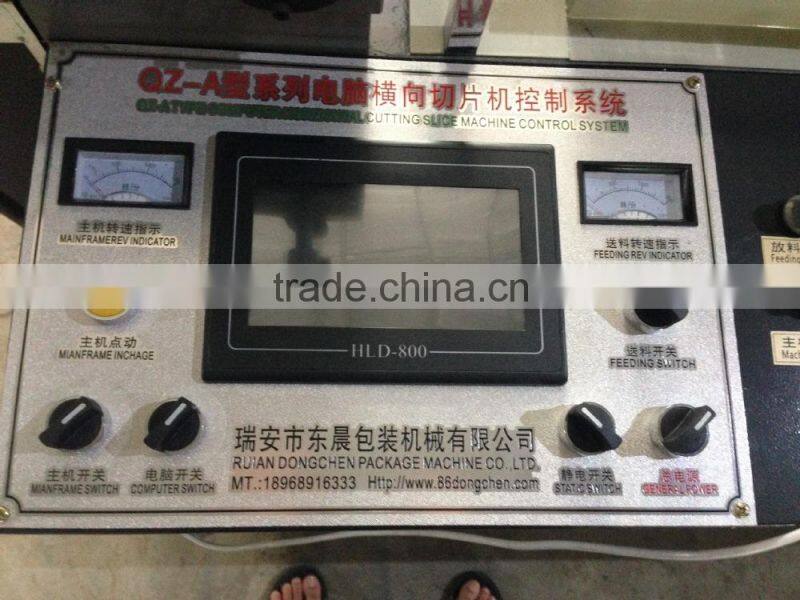 QZ-A型系列电脑横向切片机控制系统
CUTTING SLICE MACHINE CONTROL SYSTEM
主机转速指示
MAINFRAMEREV INDICATOR
送料转速指示
FEEDING REV INDICATOR
放料
Feeding
trade.china.cn
主机点动
MIANFRAME INCHAGE
HLD-800
送料开关
FEEDING SWITCH
主机
Mach
主机开关
MIANFRAME SWITCH
电脑开关
COMPUTER SWITCH
瑞安市东晨包装机械有限公司
RUIAN DONGCHEN PACKAGE MACHINE CO.,LTD.
MT.:18968916333 Http://www.86dongchen.com
静电开关
STATIC SWITCH
总电源
GENERAL POWER